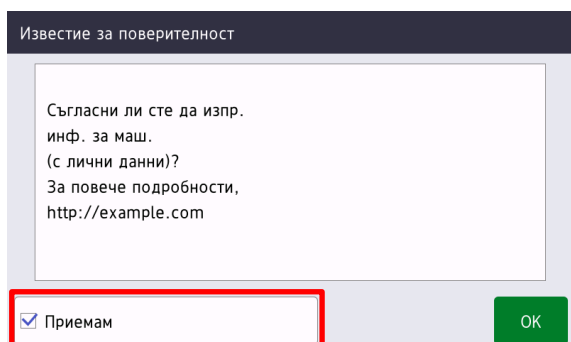 Известие за поверителност
Съгласни ли сте да изпр.
инф. за маш.
(с лични данни)?
За повече подробности,
http://example.com
Приемам
OK